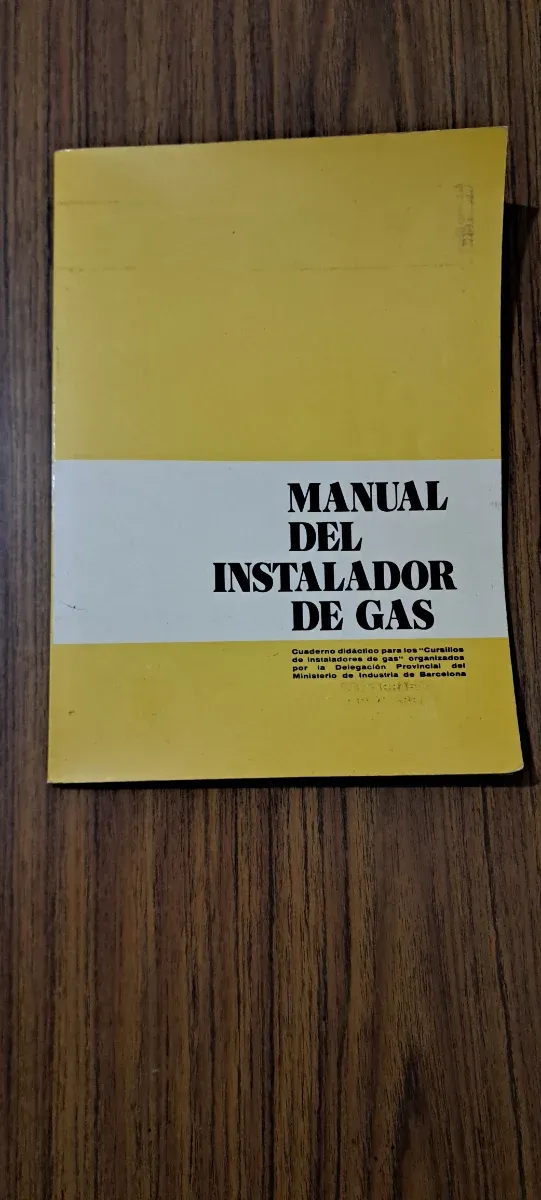 MANUAL
DEL
INSTALADOR
DE GAS
Cuaderno didáctico para los "Cursillos
de instaladores de gas" organizados
por la Delegación Provincial del
Ministerio de Industria de Barcelona